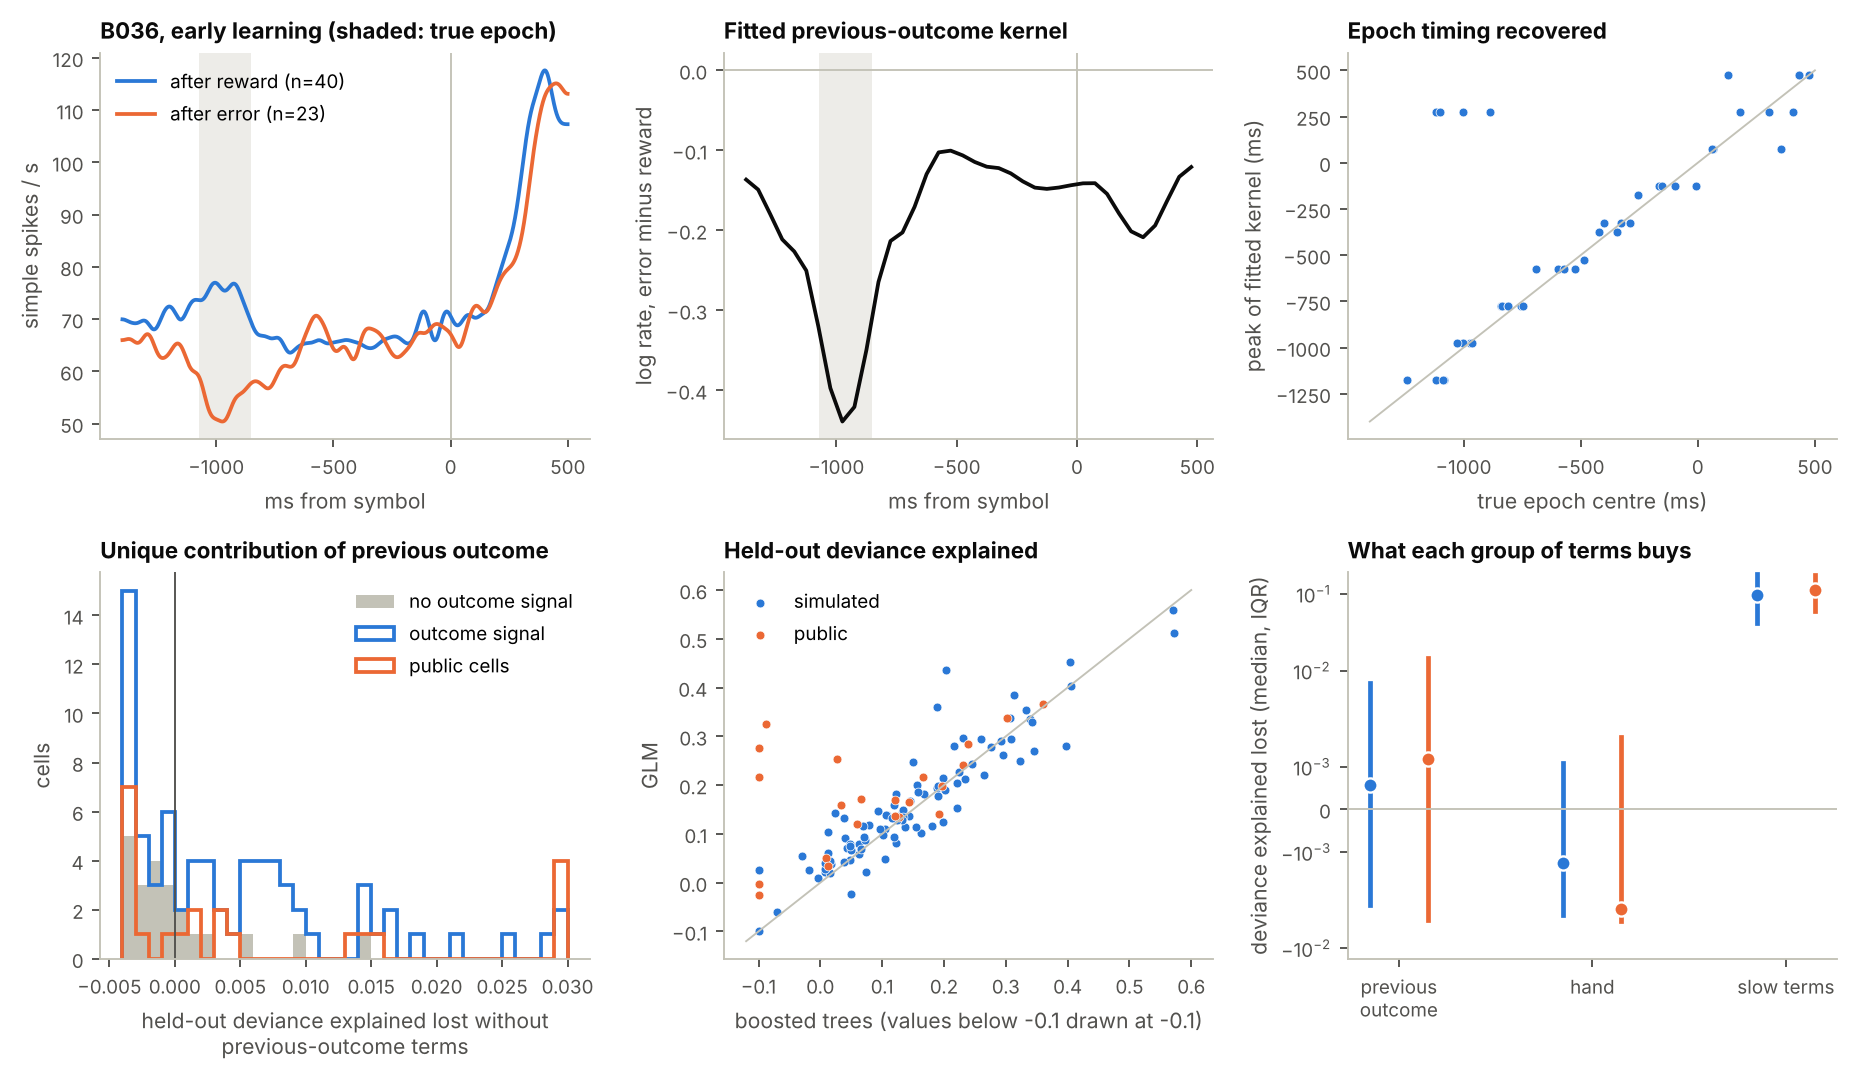 B036, early learning (shaded: true epoch)
120
110
100
90
80
70
60
50
simple spikes / s
after reward (n=40)
after error (n=23)
−1000
−500
0
500
ms from symbol
Fitted previous-outcome kernel
0.0
−0.1
−0.2
−0.3
−0.4
log rate, error minus reward
−1000
−500
0
500
ms from symbol
Epoch timing recovered
500
250
0
−250
−500
−750
−1000
−1250
peak of fitted kernel (ms)
−1000
−500
0
500
true epoch centre (ms)
Unique contribution of previous outcome
14
12
10
8
6
4
2
0
cells
no outcome signal
outcome signal
public cells
−0.005
0.000
0.005
0.010
0.015
0.020
0.025
0.030
held-out deviance explained lost without
previous-outcome terms
Held-out deviance explained
0.6
0.5
0.4
0.3
0.2
0.1
0.0
−0.1
GLM
simulated
public
−0.1
0.0
0.1
0.2
0.3
0.4
0.5
0.6
boosted trees (values below -0.1 drawn at -0.1)
What each group of terms buys
10⁻¹
10⁻²
10⁻³
0
−10⁻³
−10⁻²
deviance explained lost (median, IQR)
previous
outcome
hand
slow terms